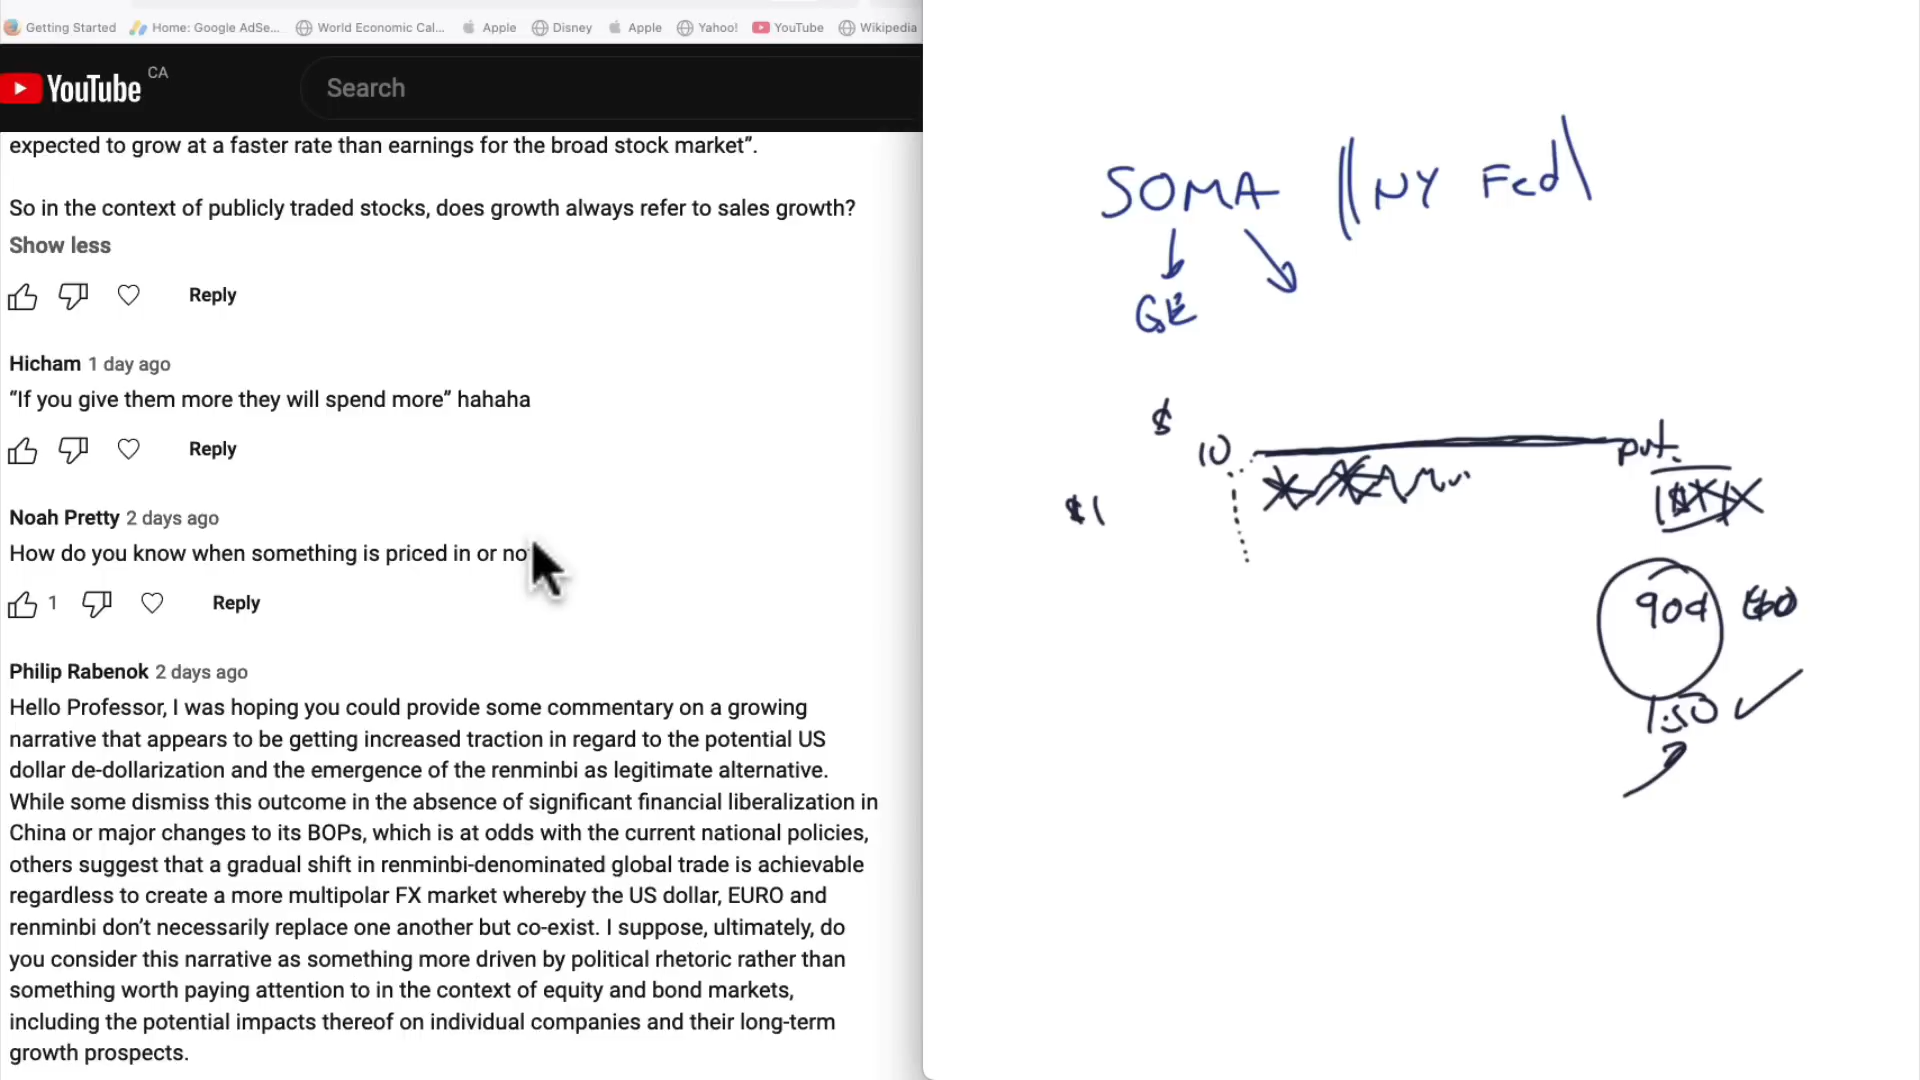 Getting Started
Home: Google AdSe...
World Economic Cal...
Apple
Disney
Apple
Yahoo!
YouTube
Wikipedia
YouTube CA
Search
expected to grow at a faster rate than earnings for the broad stock market”.
So in the context of publicly traded stocks, does growth always refer to sales growth?
Show less
Reply
Hicham 1 day ago
“If you give them more they will spend more” hahaha
Reply
Noah Pretty 2 days ago
How do you know when something is priced in or no
1
Reply
Philip Rabenok 2 days ago
Hello Professor, I was hoping you could provide some commentary on a growing
narrative that appears to be getting increased traction in regard to the potential US
dollar de-dollarization and the emergence of the renminbi as legitimate alternative.
While some dismiss this outcome in the absence of significant financial liberalization in
China or major changes to its BOPs, which is at odds with the current national policies,
others suggest that a gradual shift in renminbi-denominated global trade is achievable
regardless to create a more multipolar FX market whereby the US dollar, EURO and
renminbi don’t necessarily replace one another but co-exist. I suppose, ultimately, do
you consider this narrative as something more driven by political rhetoric rather than
something worth paying attention to in the context of equity and bond markets,
including the potential impacts thereof on individual companies and their long-term
growth prospects.
SOMA NY Fed
$
10
put.
$1
90d
1.50